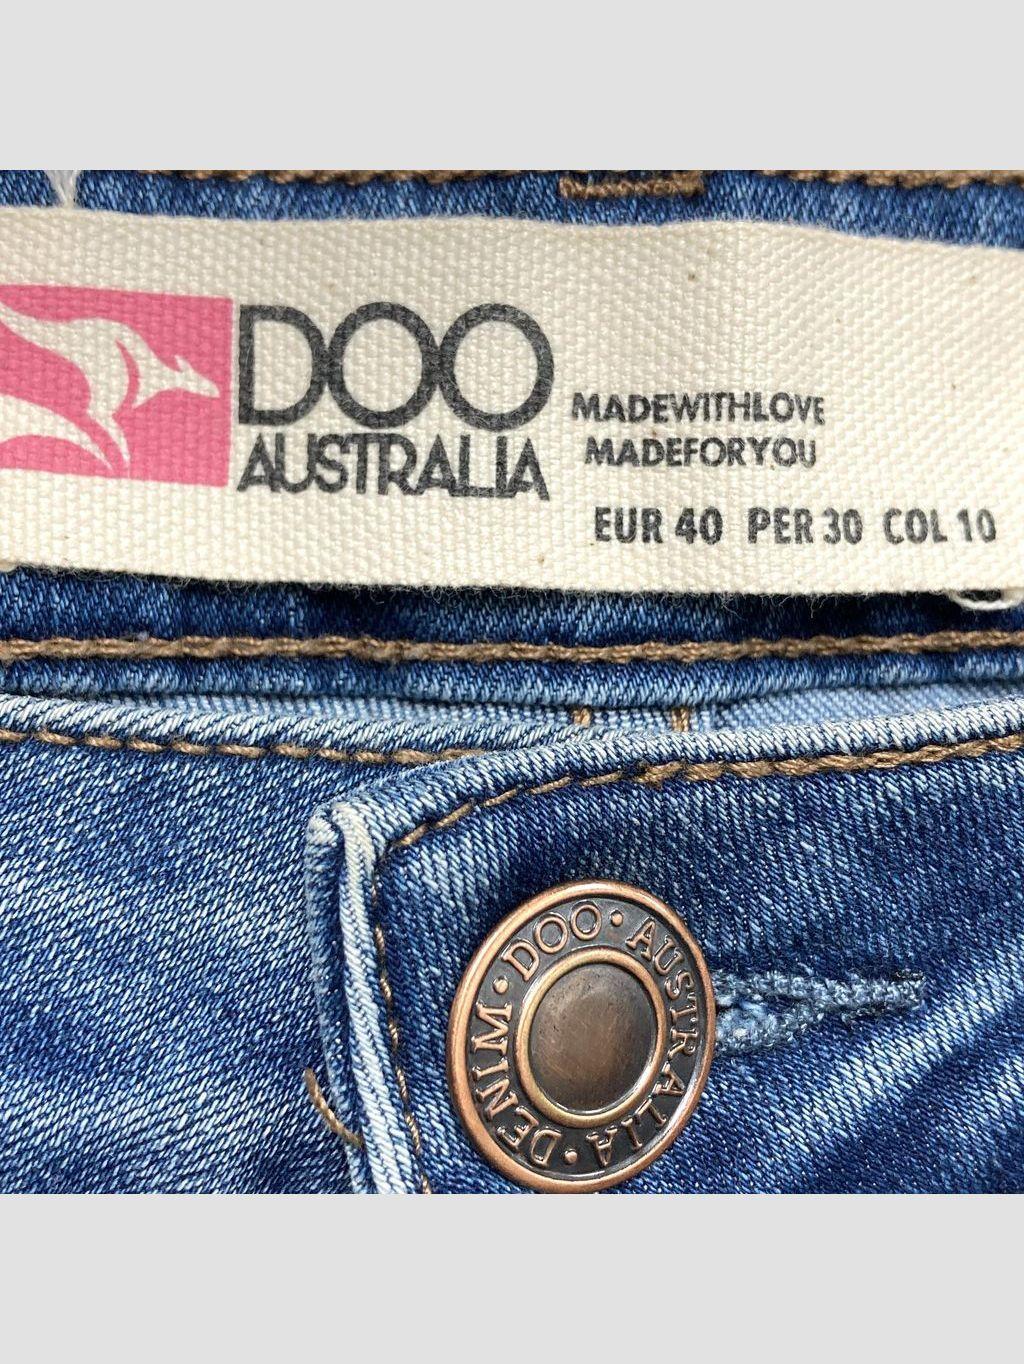 DOO
AUSTRALIA
MADEWITHLOVE
MADEFORYOU
EUR 40 PER 30 COL 10
DOO • AUSTRALIA • DENIM •